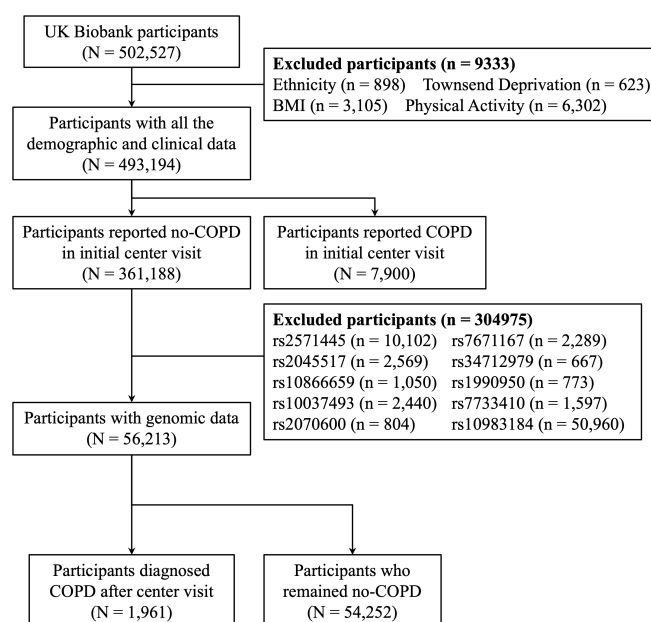 UK Biobank participants
(N = 502,527)
Excluded participants (n = 9333)
Ethnicity (n = 898) Townsend Deprivation (n = 623)
BMI (n = 3,105) Physical Activity (n = 6,302)
Participants with all the
demographic and clinical data
(N = 493,194)
Participants reported no-COPD
in initial center visit
(N = 361,188)
Participants reported COPD
in initial center visit
(N = 7,900)
Excluded participants (n = 304975)
rs2571445 (n = 10,102) rs7671167 (n = 2,289)
rs2045517 (n = 2,569) rs34712979 (n = 667)
rs10866659 (n = 1,050) rs1990950 (n = 773)
rs10037493 (n = 2,440) rs7733410 (n = 1,597)
rs2070600 (n = 804) rs10983184 (n = 50,960)
Participants with genomic data
(N = 56,213)
Participants diagnosed
COPD after center visit
(N = 1,961)
Participants who
remained no-COPD
(N = 54,252)